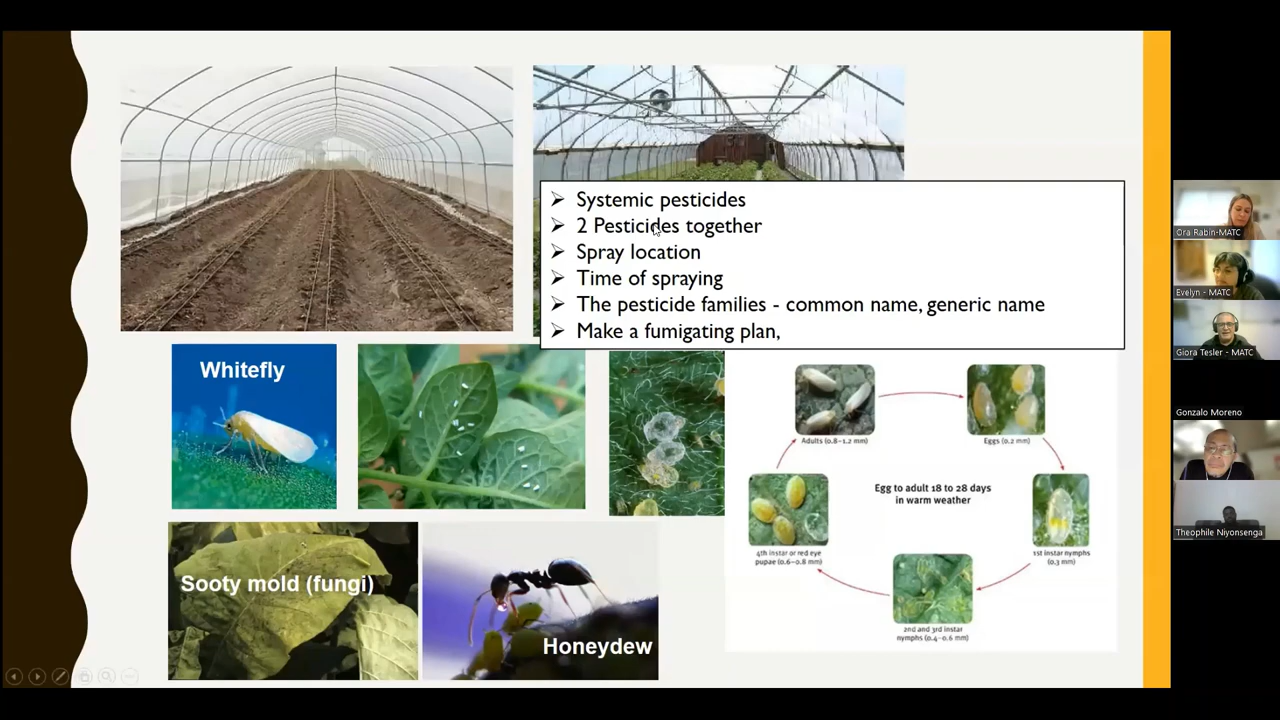 Systemic pesticides
2 Pesticides together
Spray location
Time of spraying
The pesticide families - common name, generic name
Make a fumigating plan,
Whitefly
Adults (0.8–1.2 mm)
Eggs (0.2 mm)
Egg to adult 18 to 28 days
in warm weather
4th instar or red eye
pupae (0.6–0.8 mm)
1st instar nymphs
(0.3 mm)
2nd and 3rd instar
nymphs (0.4–0.6 mm)
Sooty mold (fungi)
Honeydew
Ora Rabin-MATC
Evelyn - MATC
Giora Tesler - MATC
Gonzalo Moreno
Theophile Niyonsenga